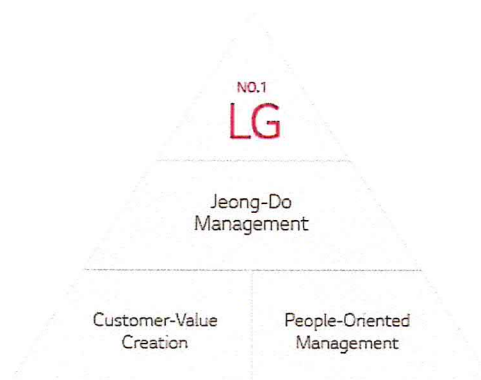 NO.1
LG
Jeong-Do
Management
Customer-Value
Creation
People-Oriented
Management